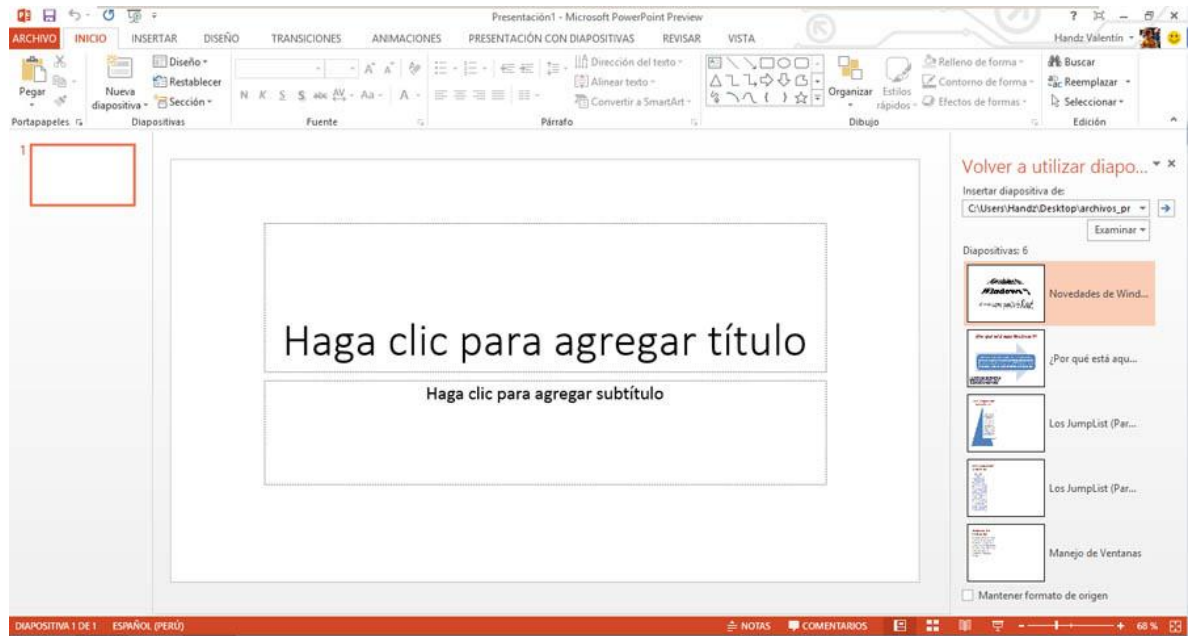 Presentación1 - Microsoft PowerPoint Preview
ARCHIVO INICIO INSERTAR DISEÑO TRANSICIONES ANIMACIONES PRESENTACIÓN CON DIAPOSITIVAS REVISAR VISTA Handz Valentin
Pegar
Portapapeles
Nueva
diapositiva
Diseño
Restablecer
Sección
Diapositivas
N K S S abc AV Aa A
Fuente
Dirección del texto
Alinear texto
Convertir a SmartArt
Párrafo
Organizar
Estilos
rápidos
Relleno de forma
Contorno de forma
Efectos de formas
Dibujo
Buscar
Reemplazar
Seleccionar
Edición
1
Haga clic para agregar título
Haga clic para agregar subtítulo
Volver a utilizar diapo...
Insertar diapositiva de:
C:\Users\Handz\Desktop\archivos_pr
Examinar
Diapositivas: 6
Novedades de Wind...
¿Por qué está aqu...
Los JumpList (Par...
Los JumpList (Par...
Manejo de Ventanas
Mantener formato de origen
DIAPOSITIVA 1 DE 1 ESPAÑOL (PERÚ) NOTAS COMENTARIOS 68 %